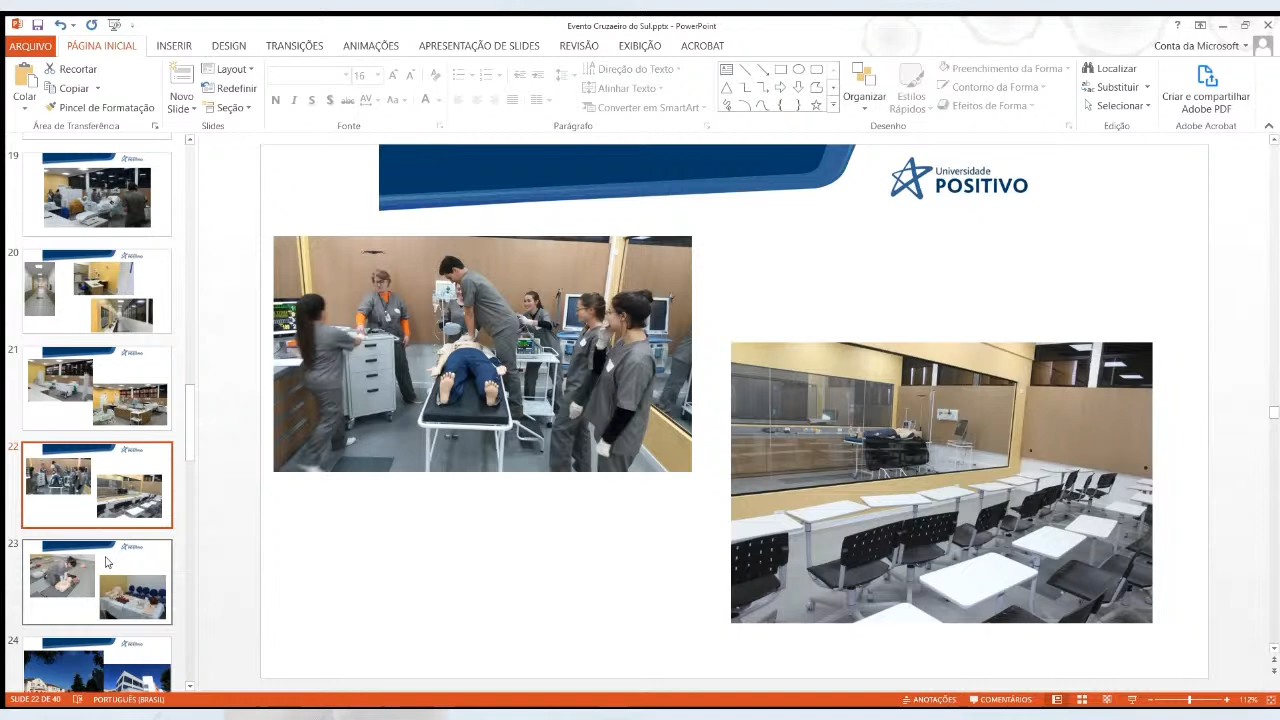 Evento Cruzaeiro do Sul.pptx - PowerPoint
ARQUIVO PÁGINA INICIAL INSERIR DESIGN TRANSIÇÕES ANIMAÇÕES APRESENTAÇÃO DE SLIDES REVISÃO EXIBIÇÃO ACROBAT Conta da Microsoft
Colar
Recortar
Copiar
Pincel de Formatação
Área de Transferência
Novo
Slide
Layout
Redefinir
Seção
Slides
16
N I S S abc AV Aa A
Fonte
Direção do Texto
Alinhar Texto
Converter em SmartArt
Parágrafo
Organizar
Estilos
Rápidos
Preenchimento da Forma
Contorno da Forma
Efeitos de Forma
Desenho
Localizar
Substituir
Selecionar
Edição
Criar e compartilhar
Adobe PDF
Adobe Acrobat
19
20
21
22
23
24
Universidade
POSITIVO
SLIDE 22 DE 40 PORTUGUÊS (BRASIL) ANOTAÇÕES COMENTÁRIOS 112%